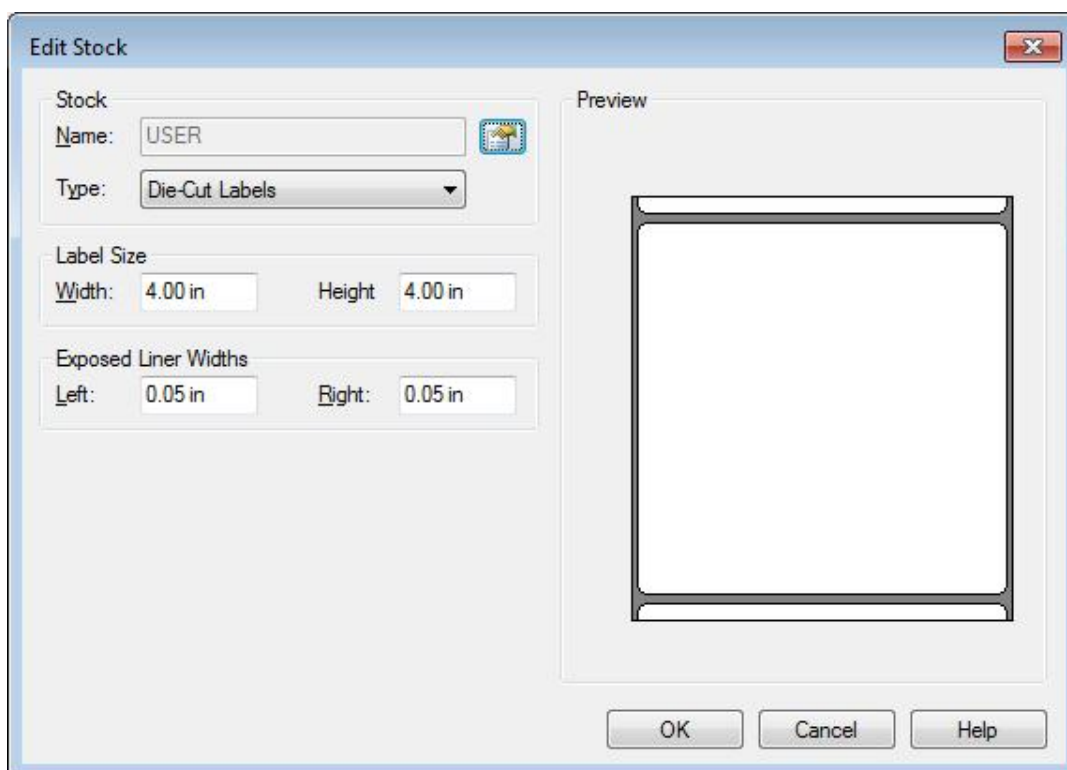 Edit Stock
Stock
Name: USER
Type: Die-Cut Labels
Label Size
Width: 4.00 in Height 4.00 in
Exposed Liner Widths
Left: 0.05 in Right: 0.05 in
Preview
OK Cancel Help